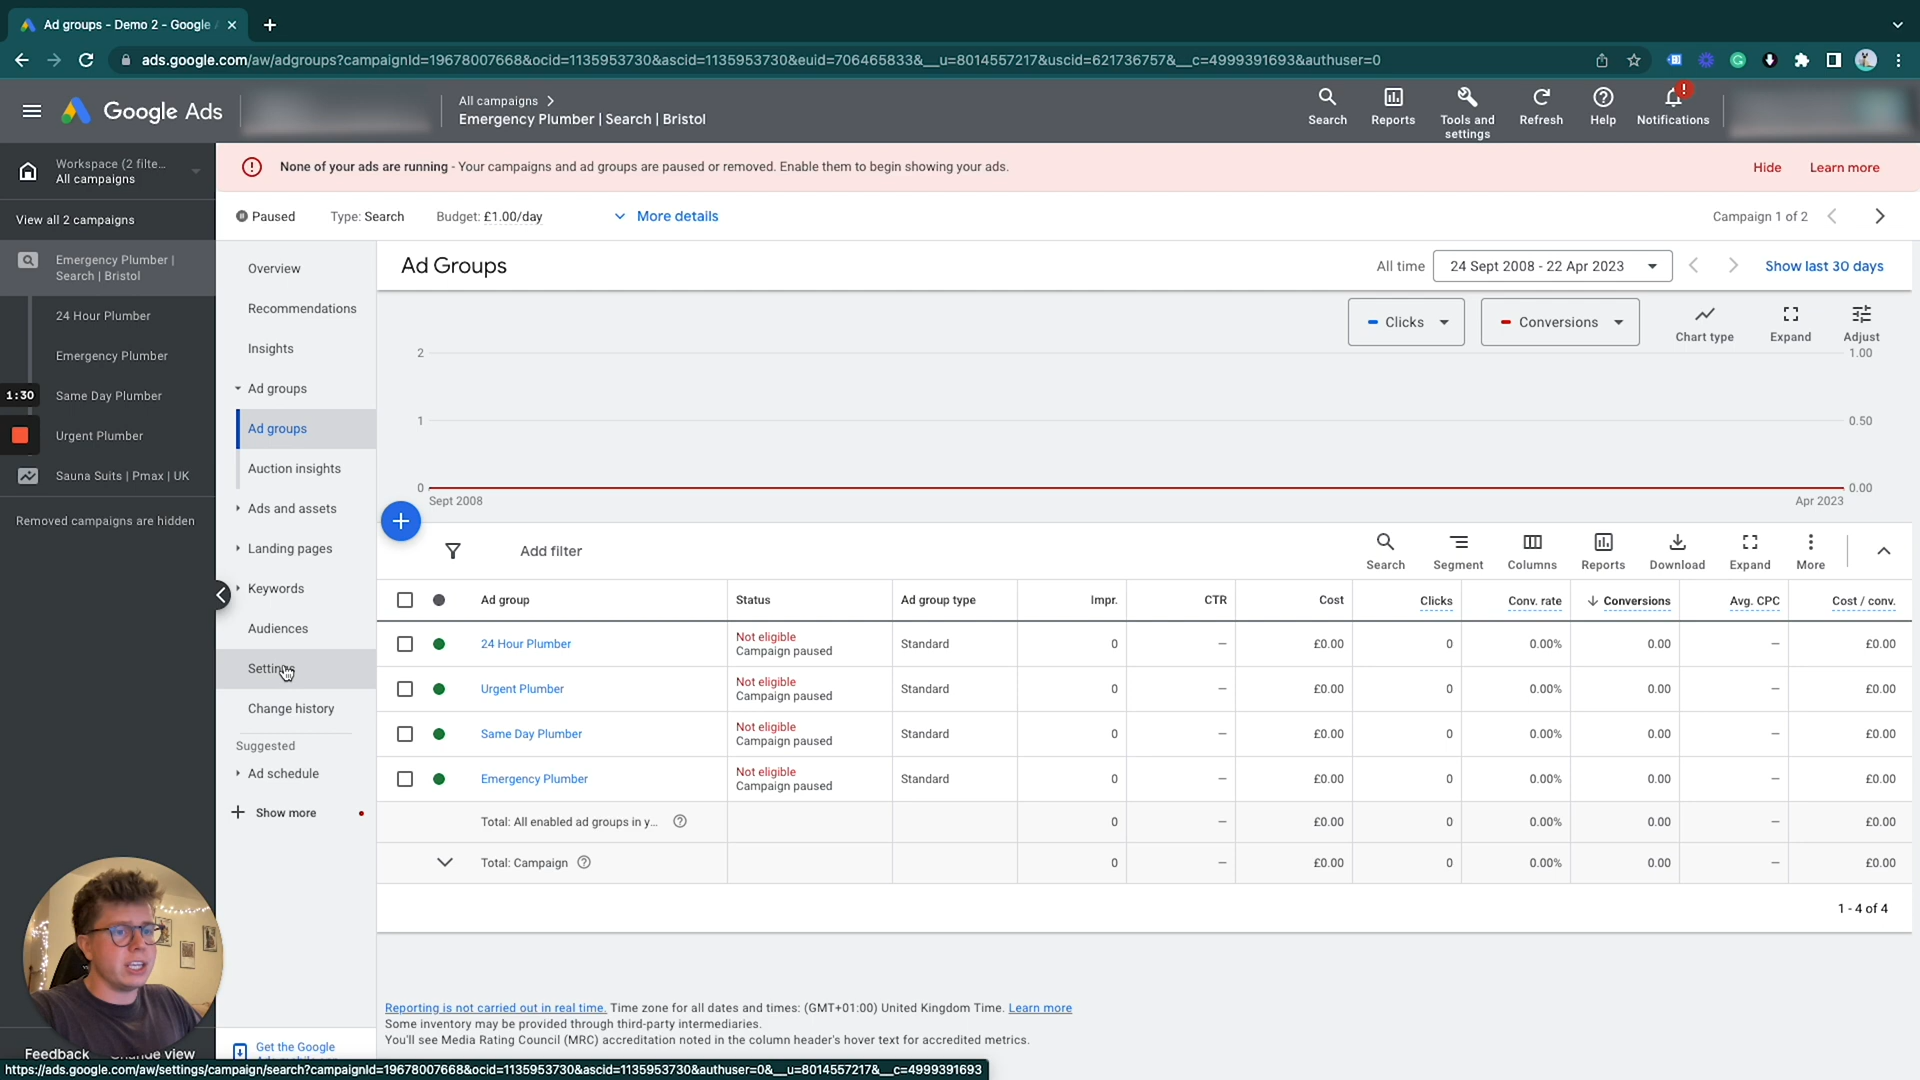 Ad groups - Demo 2 - Google
ads.google.com/aw/adgroups?campaignId=19678007668&ocid=1135953730&ascid=1135953730&euid=706465833&__u=8014557217&uscid=621736757&__c=4999391693&authuser=0
Google Ads
All campaigns
Emergency Plumber | Search | Bristol
Search
Reports
Tools and
settings
Refresh
Help
Notifications
Workspace (2 filte...
All campaigns
None of your ads are running - Your campaigns and ad groups are paused or removed. Enable them to begin showing your ads.
Hide
Learn more
View all 2 campaigns
Paused
Type: Search
Budget: £1.00/day
More details
Campaign 1 of 2
Emergency Plumber |
Search | Bristol
24 Hour Plumber
Emergency Plumber
1:30
Same Day Plumber
Urgent Plumber
Sauna Suits | Pmax | UK
Removed campaigns are hidden
Overview
Recommendations
Insights
Ad groups
Ad groups
Auction insights
Ads and assets
Landing pages
Keywords
Audiences
Settings
Change history
Suggested
Ad schedule
Show more
Ad Groups
All time
24 Sept 2008 - 22 Apr 2023
Show last 30 days
Clicks
Conversions
Chart type
Expand
Adjust
2
1.00
1
0.50
0
0.00
Sept 2008
Apr 2023
Add filter
Search
Segment
Columns
Reports
Download
Expand
More
Ad group Status Ad group type Impr. CTR Cost Clicks Conv. rate Conversions Avg. CPC Cost / conv.
24 Hour Plumber Not eligible Campaign paused Standard 0 – £0.00 0 0.00% 0.00 – £0.00
Urgent Plumber Not eligible Campaign paused Standard 0 – £0.00 0 0.00% 0.00 – £0.00
Same Day Plumber Not eligible Campaign paused Standard 0 – £0.00 0 0.00% 0.00 – £0.00
Emergency Plumber Not eligible Campaign paused Standard 0 – £0.00 0 0.00% 0.00 – £0.00
Total: All enabled ad groups in y... 0 – £0.00 0 0.00% 0.00 – £0.00
Total: Campaign 0 – £0.00 0 0.00% 0.00 – £0.00
1 - 4 of 4
Reporting is not carried out in real time. Time zone for all dates and times: (GMT+01:00) United Kingdom Time. Learn more
Some inventory may be provided through third-party intermediaries.
You'll see Media Rating Council (MRC) accreditation noted in the column header's hover text for accredited metrics.
Get the Google
Feedback
view
https://ads.google.com/aw/settings/campaign/search?campaignId=19678007668&ocid=1135953730&ascid=1135953730&authuser=0&__u=8014557217&__c=4999391693